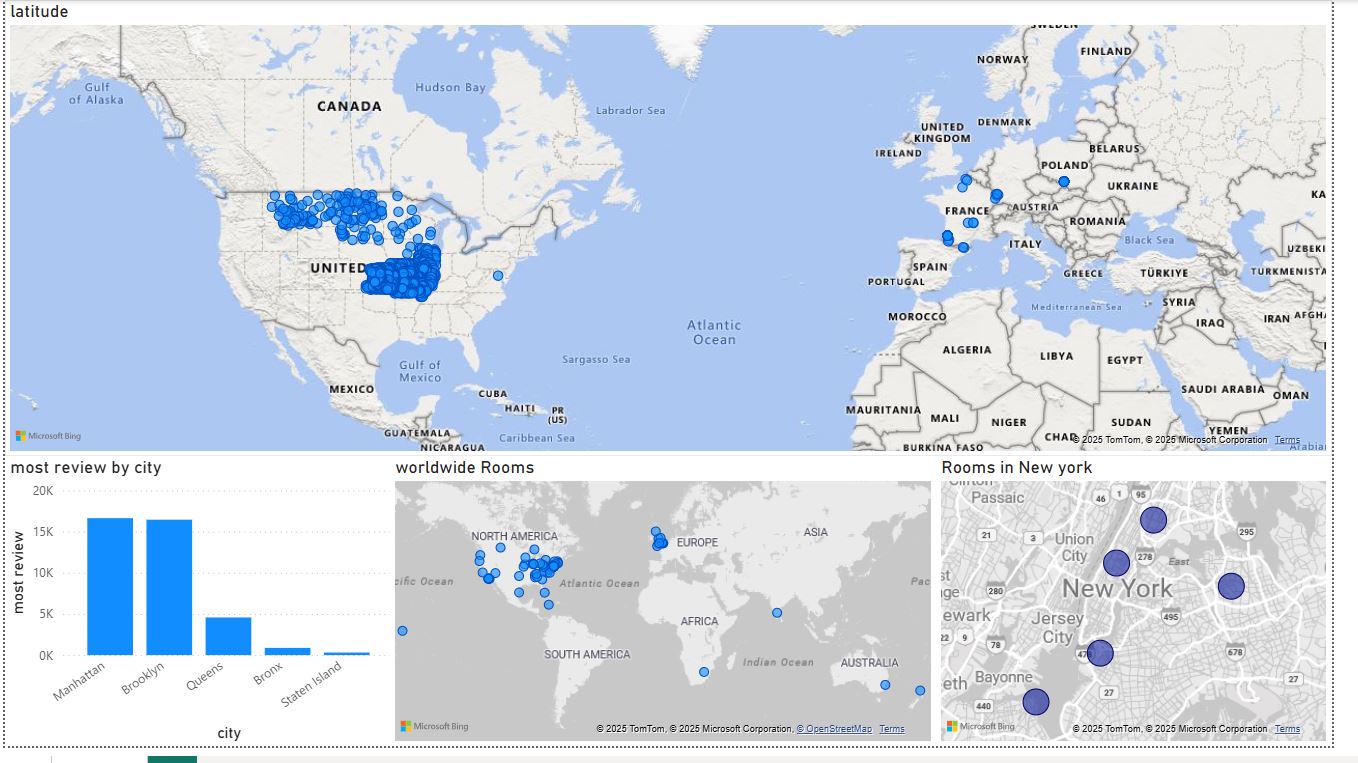 latitude
SWEDEN
FINLAND
NORWAY
Gulf
of Alaska
Hudson Bay
CANADA
Labrador Sea
UNITED
KINGDOM
DENMARK
IRELAND
BELARUS
POLAND
UKRAINE
KA
FRANCE
AUSTRIA
ROMANIA
ITALY
Black Sea
UZBEKI
UNITED
SPAIN
GREECE
TÜRKIYE
TURKMENISTA
PORTUGAL
Mediterranean Sea
SYRIA
MOROCCO
IRAQ
IRAN
AFGHA
Atlantic
Ocean
ALGERIA
LIBYA
EGYPT
Sargasso Sea
Gulf of
Mexico
MEXICO
CUBA
SAUDI ARABIA
OMAN
HAITI
PR
(US)
MAURITANIA
MALI
NIGER
SUDAN
GUATEMALA
Caribbean Sea
CHAD
YEMEN
NICARAGUA
BURKINA FASO
Arabian
Microsoft Bing
© 2025 TomTom, © 2025 Microsoft Corporation Terms
most review by city
20K
15K
10K
5K
0K
most review
Manhattan
Brooklyn
Queens
Bronx
Staten Island
city
worldwide Rooms
NORTH AMERICA
EUROPE
ASIA
cific Ocean
Atlantic Ocean
Pac
AFRICA
SOUTH AMERICA
Indian Ocean
AUSTRALIA
Microsoft Bing
© 2025 TomTom, © 2025 Microsoft Corporation, © OpenStreetMap Terms
Rooms in New york
Clifton
Passaic
46
1
95
21
3
Union
City
295
278
East
280
New York
ewark
Jersey
City
495
22
9
78
478
678
eth
Bayonne
27
27
440
Microsoft Bing
© 2025 TomTom, © 2025 Microsoft Corporation Terms